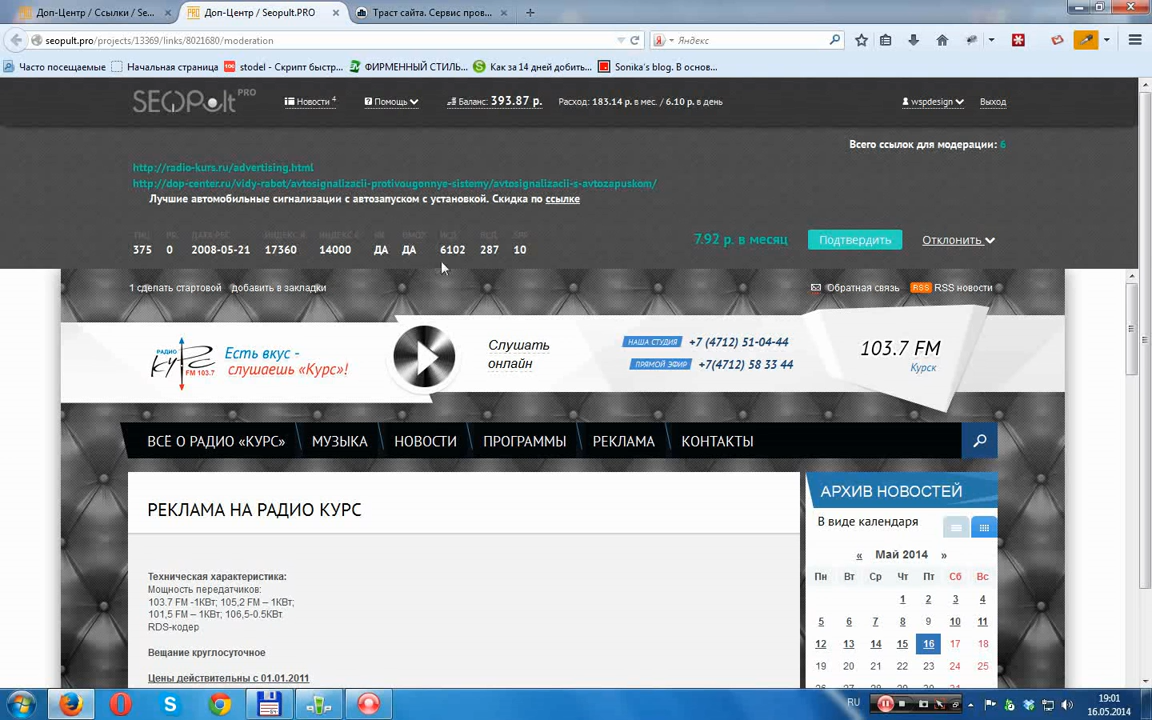 Доп-Центр / Ссылки / Se...
Доп-Центр / Seopult.PRO
Траст сайта. Сервис пров...
seopult.pro/projects/13369/links/8021680/moderation
Яндекс
Часто посещаемые
Начальная страница
stodel - Скрипт быстр...
ФИРМЕННЫЙ СТИЛЬ...
Как за 14 дней добить...
Sonika's blog. В основ...
SEOPult PRO
Новости 4
Помощь
Баланс: 393.87 р.
Расход: 183.14 р. в мес. / 6.10 р. в день
wspdesign
Выход
Всего ссылок для модерации: 6
http://radio-kurs.ru/advertising.html
http://dop-center.ru/vidy-rabot/avtosignalizacii-protivougonnye-sistemy/avtosignalizacii-s-avtozapuskom/
Лучшие автомобильные сигнализации с автозапуском с установкой. Скидка по ссылке
375 0 2008-05-21 17360 14000 ДА ДА 6102 287 10
7.92 р. в месяц
Подтвердить
Отклонить
1 сделать стартовой
добавить в закладки
Обратная связь
RSS RSS новости
РАДИО
Курс
FM 103.7
Есть вкус -
слушаешь «Курс»!
Слушать
онлайн
НАША СТУДИЯ +7 (4712) 51-04-44
ПРЯМОЙ ЭФИР +7(4712) 58 33 44
103.7 FM
Курск
ВСЕ О РАДИО «КУРС»
МУЗЫКА
НОВОСТИ
ПРОГРАММЫ
РЕКЛАМА
КОНТАКТЫ
РЕКЛАМА НА РАДИО КУРС
Техническая характеристика:
Мощность передатчиков:
103.7 FM -1КВт; 105,2 FM – 1КВт;
101,5 FM – 1КВт; 106,5-0.5КВт
RDS-кодер
Вещание круглосуточное
Цены действительны с 01.01.2011
АРХИВ НОВОСТЕЙ
В виде календаря
« Май 2014 »
Пн Вт Ср Чт Пт Сб Вс
1 2 3 4
5 6 7 8 9 10 11
12 13 14 15 16 17 18
19 20 21 22 23 24 25
RU
19:01
16.05.2014